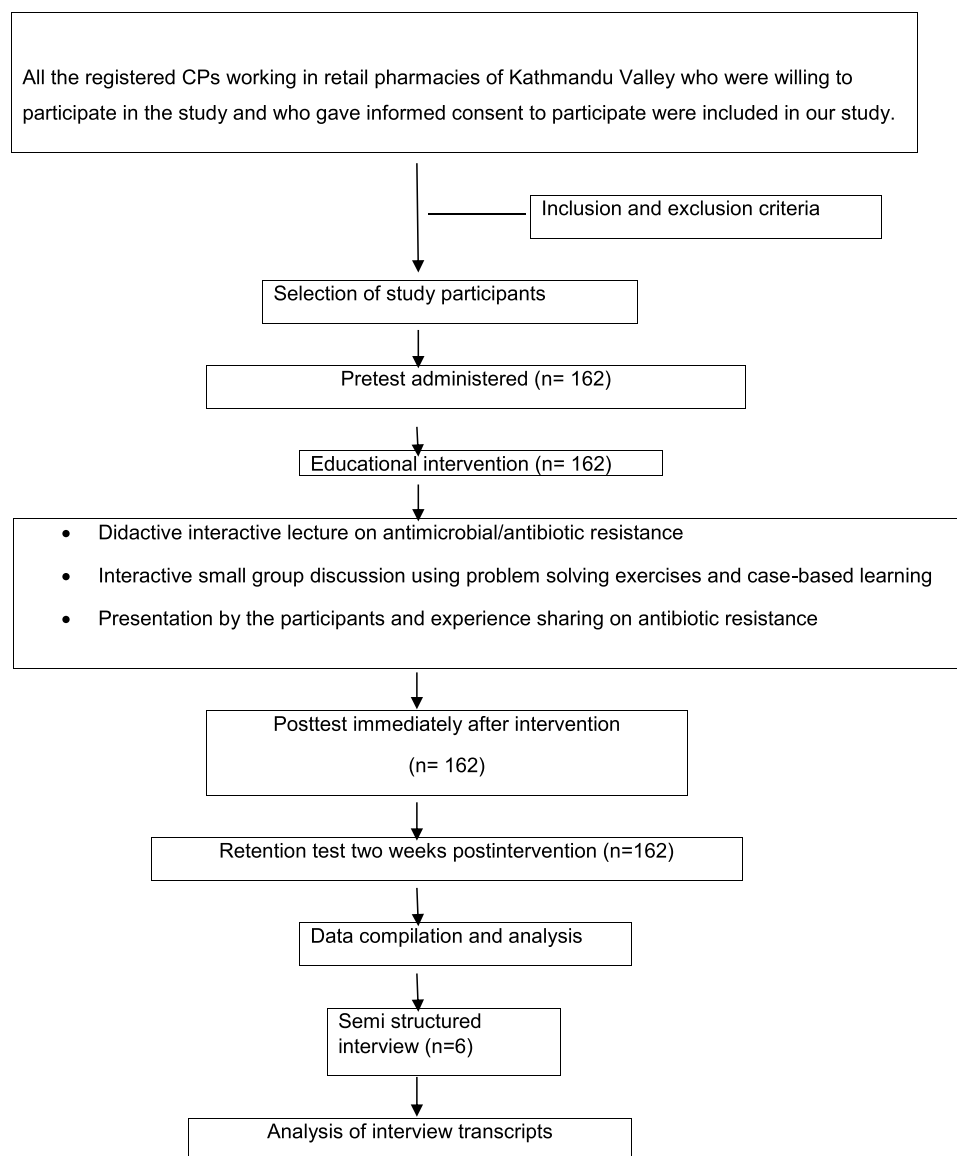 All the registered CPs working in retail pharmacies of Kathmandu Valley who were willing to
participate in the study and who gave informed consent to participate were included in our study.
Inclusion and exclusion criteria
Selection of study participants
Pretest administered (n= 162)
Educational intervention (n= 162)
• Didactive interactive lecture on antimicrobial/antibiotic resistance
• Interactive small group discussion using problem solving exercises and case-based learning
• Presentation by the participants and experience sharing on antibiotic resistance
Posttest immediately after intervention
(n= 162)
Retention test two weeks postintervention (n=162)
Data compilation and analysis
Semi structured
interview (n=6)
Analysis of interview transcripts